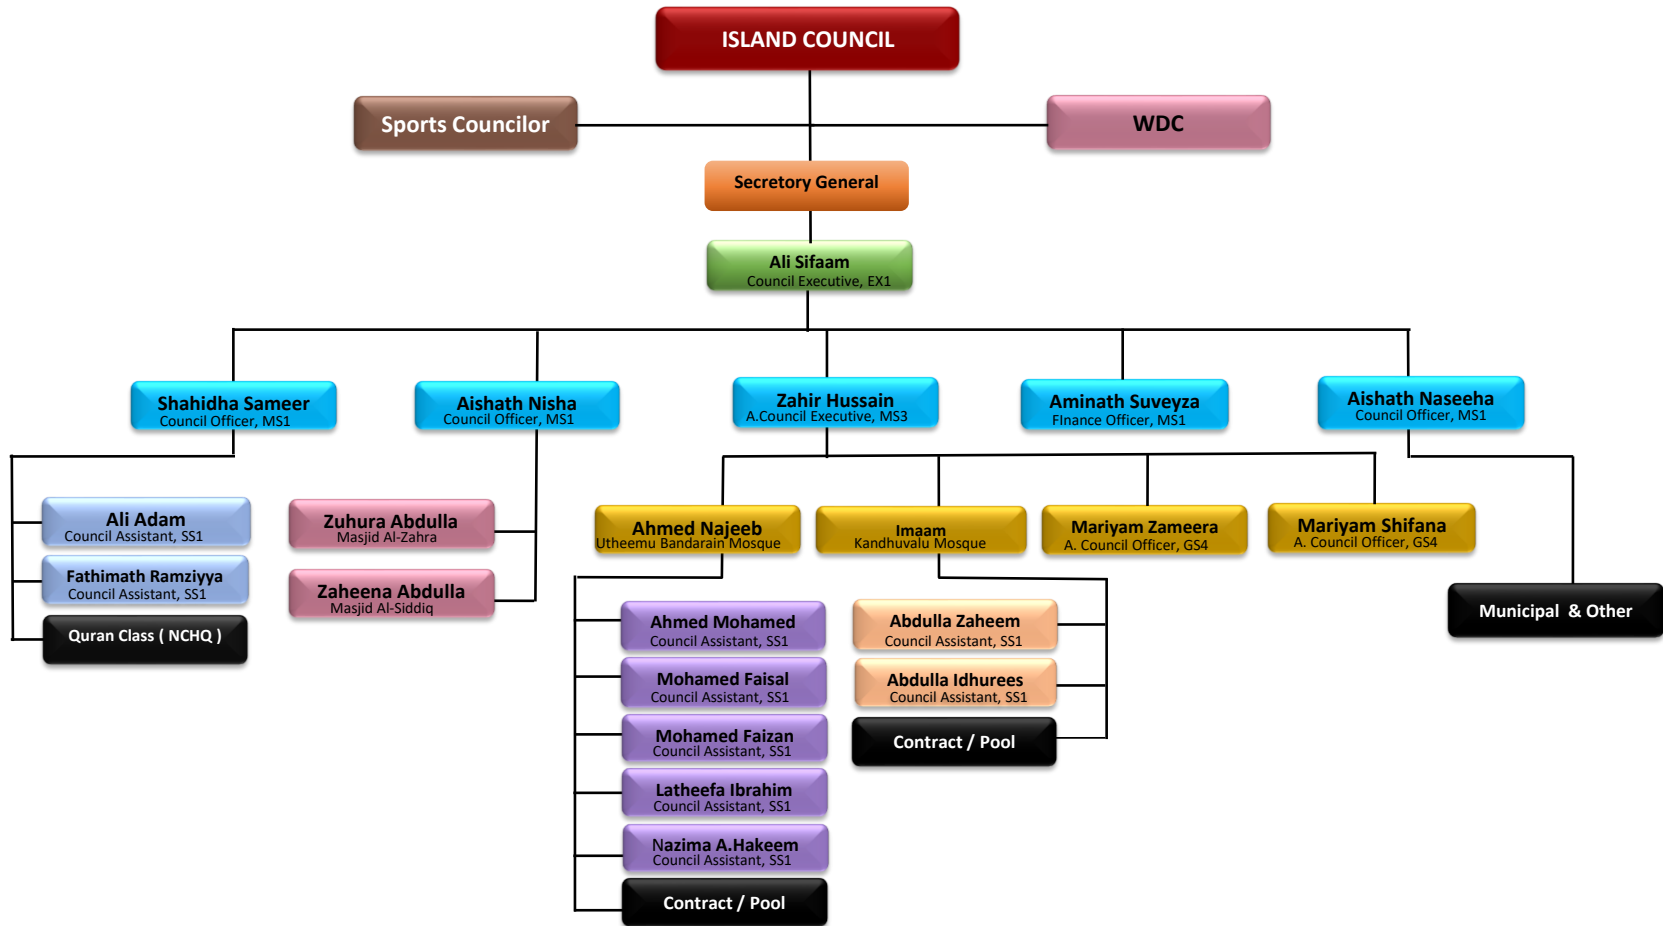 ISLAND COUNCIL
Sports Councilor
WDC
Secretory General
Ali Sifaam
Council Executive, EX1
Shahidha Sameer
Council Officer, MS1
Aishath Nisha
Council Officer, MS1
Zahir Hussain
A.Council Executive, MS3
Aminath Suveyza
FInance Officer, MS1
Aishath Naseeha
Council Officer, MS1
Ali Adam
Council Assistant, SS1
Fathimath Ramziyya
Council Assistant, SS1
Quran Class ( NCHQ )
Zuhura Abdulla
Masjid Al-Zahra
Zaheena Abdulla
Masjid Al-Siddiq
Ahmed Najeeb
Utheemu Bandarain Mosque
Imaam
Kandhuvalu Mosque
Mariyam Zameera
A. Council Officer, GS4
Mariyam Shifana
A. Council Officer, GS4
Ahmed Mohamed
Council Assistant, SS1
Mohamed Faisal
Council Assistant, SS1
Mohamed Faizan
Council Assistant, SS1
Latheefa Ibrahim
Council Assistant, SS1
Nazima A.Hakeem
Council Assistant, SS1
Contract / Pool
Abdulla Zaheem
Council Assistant, SS1
Abdulla Idhurees
Council Assistant, SS1
Contract / Pool
Municipal & Other